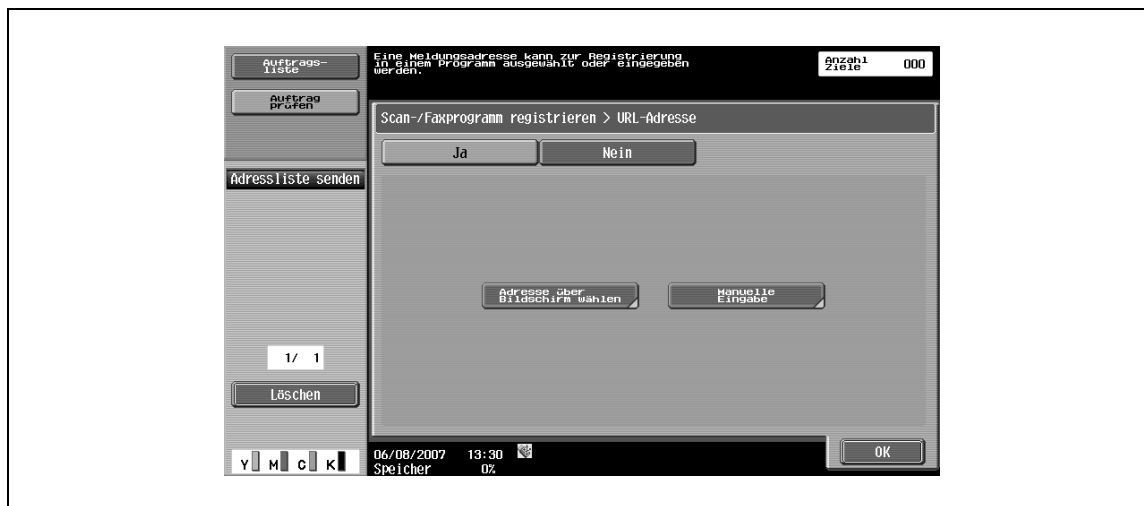 Auftrags-
liste
Auftrag
prüfen
Eine Meldungsadresse kann zur Registrierung
in einem Programm ausgewählt oder eingegeben
werden.
Anzahl
Ziele 000
Scan-/Faxprogramm registrieren > URL-Adresse
Ja Nein
Adressliste senden
Adresse über
Bildschirm wählen
Manuelle
Eingabe
1/ 1
Löschen
Y M C K
06/08/2007 13:30
Speicher 0%
OK